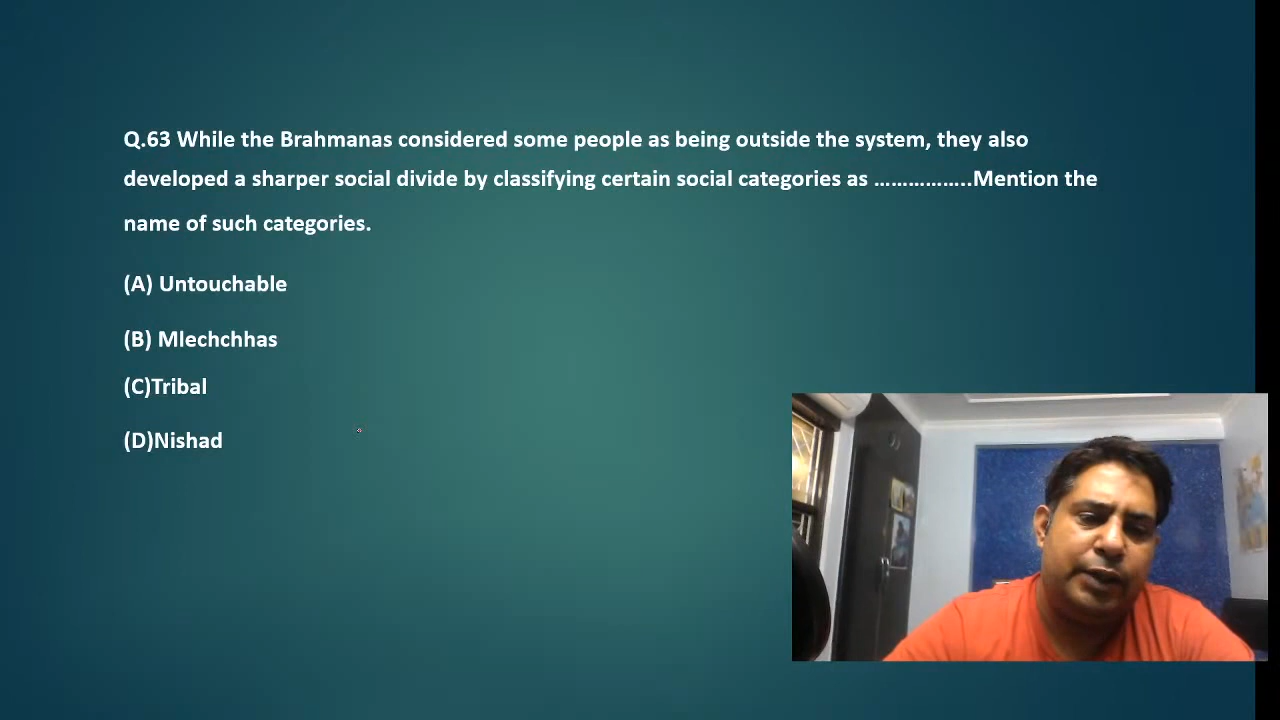 Q.63 While the Brahmanas considered some people as being outside the system, they also
developed a sharper social divide by classifying certain social categories as ……………..Mention the
name of such categories.
(A) Untouchable
(B) Mlechchhas
(C)Tribal
(D)Nishad